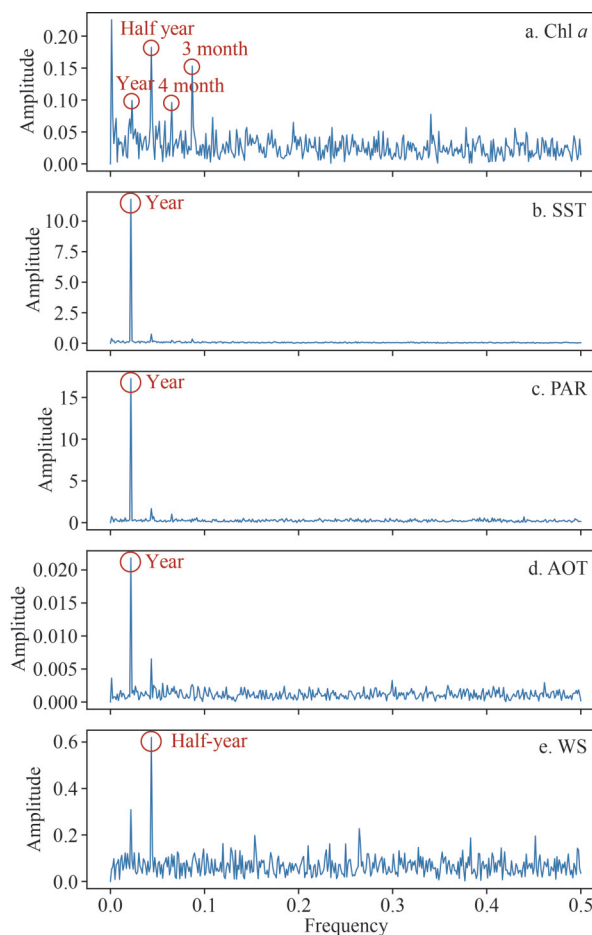 a. Chl a
Half year
3 month
Year
4 month
Amplitude
0.20
0.15
0.10
0.05
0.00
b. SST
Year
Amplitude
10.0
7.5
5.0
2.5
0.0
c. PAR
Year
Amplitude
15
10
5
0
d. AOT
Year
Amplitude
0.020
0.015
0.010
0.005
0.000
e. WS
Half-year
Amplitude
0.6
0.4
0.2
0.0
0.0 0.1 0.2 0.3 0.4 0.5
Frequency